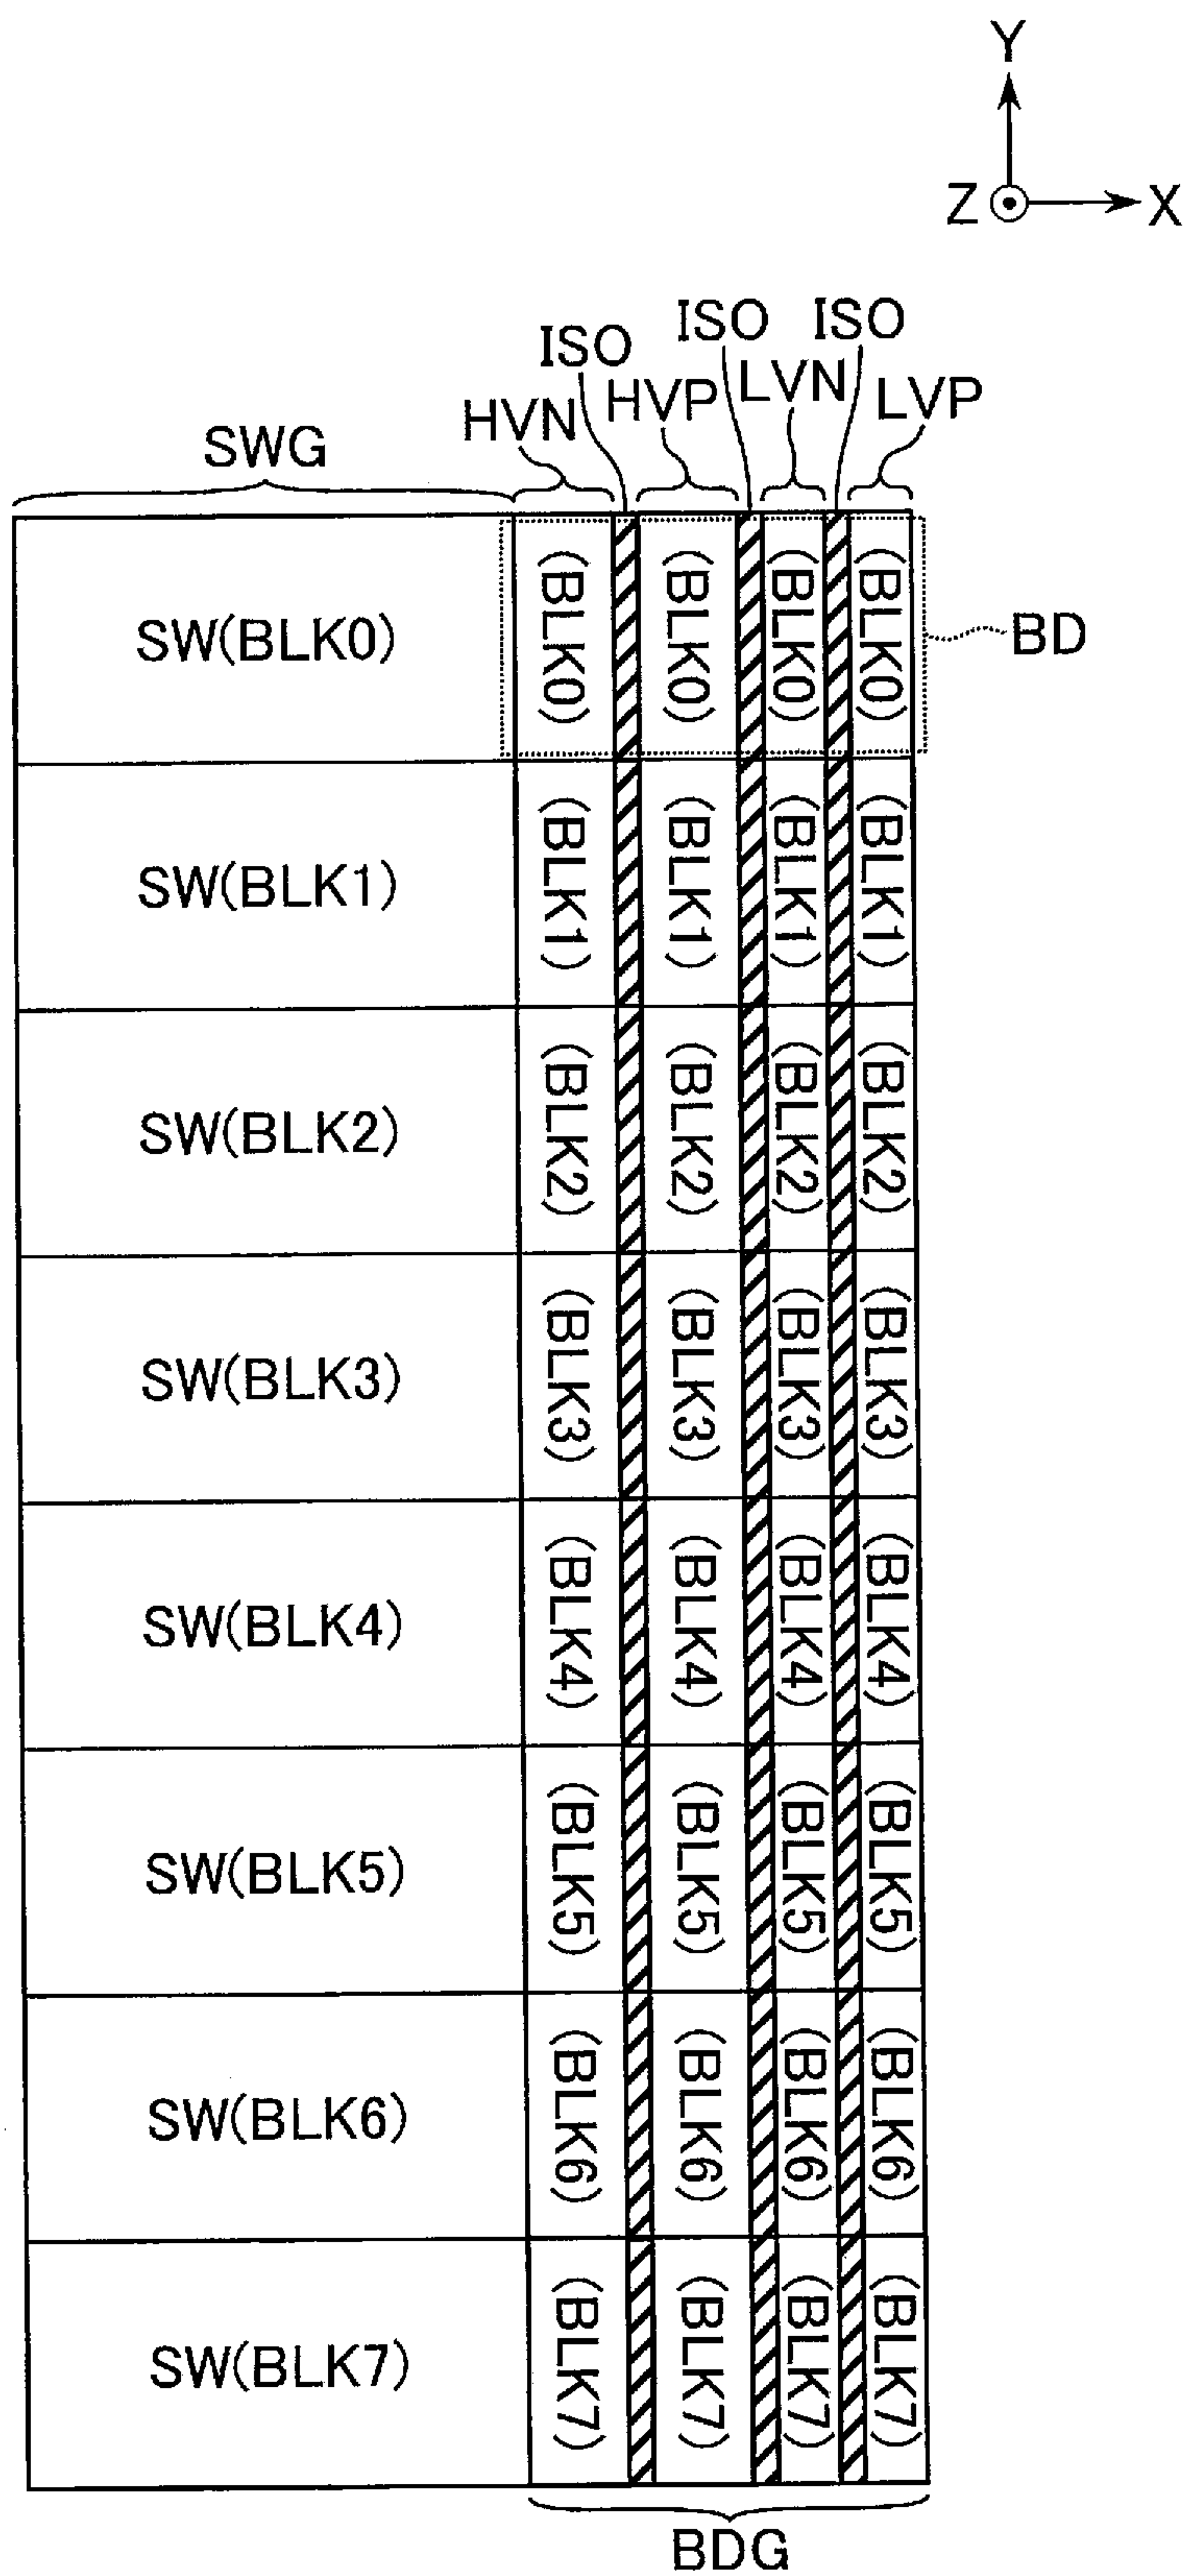 Y
Z
X
ISO
ISO
ISO
HVN
HVP
LVN
LVP
SWG
SW(BLK0)
(BLK0)
(BLK0)
(BLK0)
(BLK0)
BD
SW(BLK1)
(BLK1)
(BLK1)
(BLK1)
(BLK1)
SW(BLK2)
(BLK2)
(BLK2)
(BLK2)
(BLK2)
SW(BLK3)
(BLK3)
(BLK3)
(BLK3)
(BLK3)
SW(BLK4)
(BLK4)
(BLK4)
(BLK4)
(BLK4)
SW(BLK5)
(BLK5)
(BLK5)
(BLK5)
(BLK5)
SW(BLK6)
(BLK6)
(BLK6)
(BLK6)
(BLK6)
SW(BLK7)
(BLK7)
(BLK7)
(BLK7)
(BLK7)
BDG